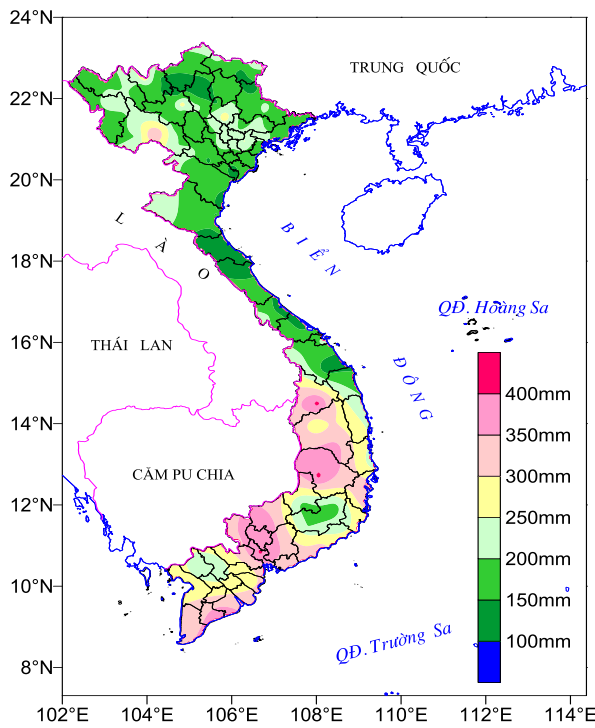 24°N
TRUNG QUỐC
22°N
20°N
LÀO
BIỂN
18°N
QĐ. Hoàng Sa
16°N
THÁI LAN
ĐÔNG
400mm
14°N
350mm
CĂM PU CHIA
300mm
12°N
250mm
200mm
10°N
150mm
100mm
QĐ. Trường Sa
8°N
102°E 104°E 106°E 108°E 110°E 112°E 114°E